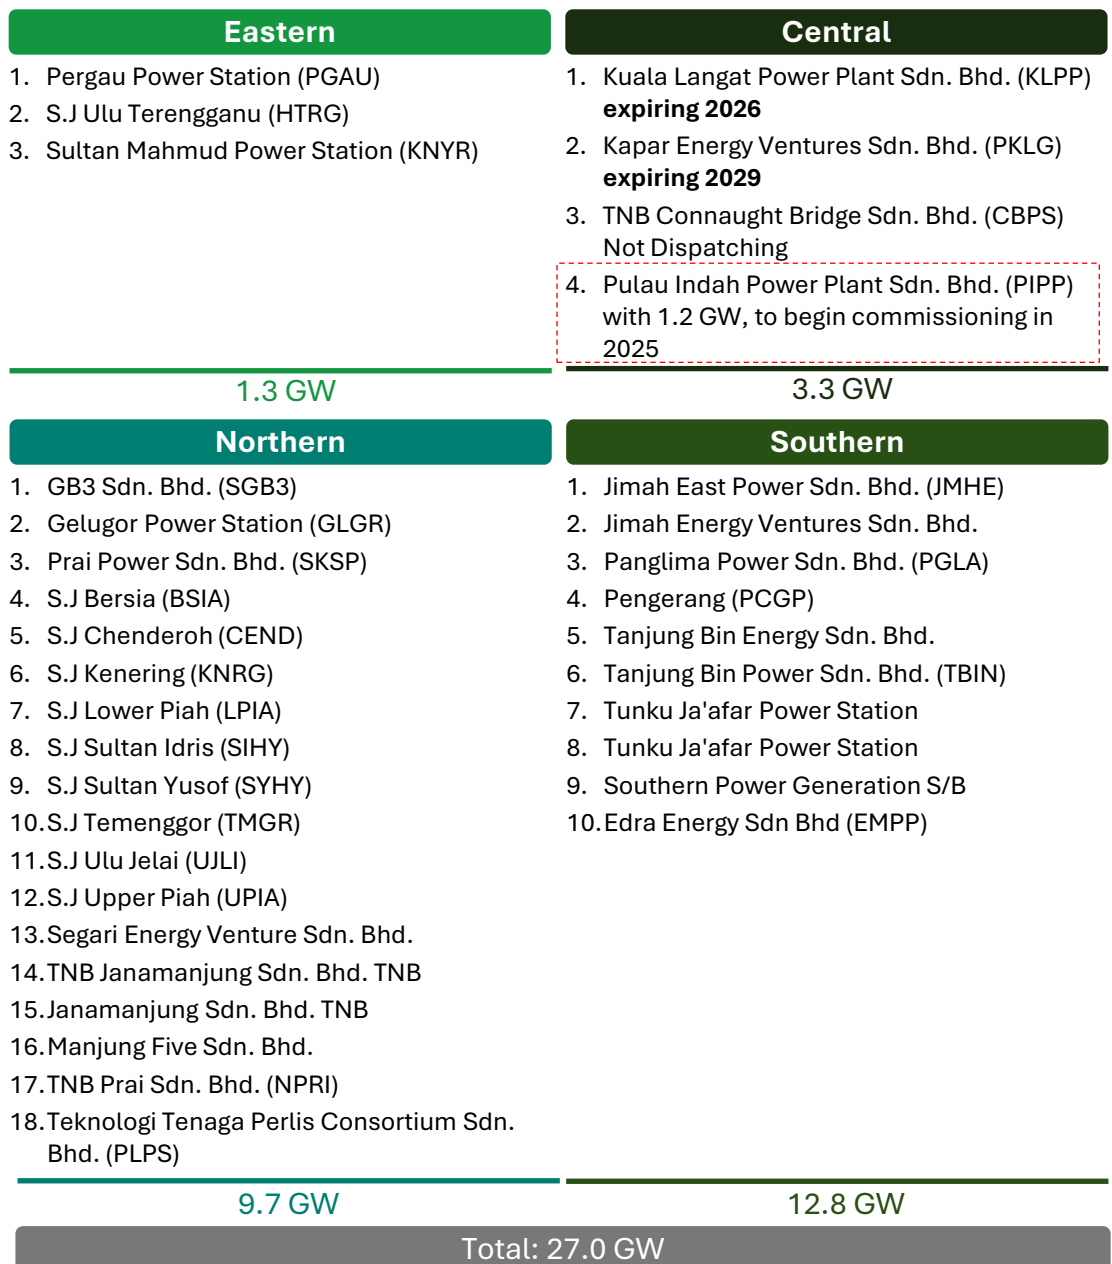 Eastern
1. Pergau Power Station (PGAU)
2. S.J Ulu Terengganu (HTRG)
3. Sultan Mahmud Power Station (KNYR)
1.3 GW
Central
1. Kuala Langat Power Plant Sdn. Bhd. (KLPP)
expiring 2026
2. Kapar Energy Ventures Sdn. Bhd. (PKLG)
expiring 2029
3. TNB Connaught Bridge Sdn. Bhd. (CBPS)
Not Dispatching
4. Pulau Indah Power Plant Sdn. Bhd. (PIPP)
with 1.2 GW, to begin commissioning in
2025
3.3 GW
Northern
1. GB3 Sdn. Bhd. (SGB3)
2. Gelugor Power Station (GLGR)
3. Prai Power Sdn. Bhd. (SKSP)
4. S.J Bersia (BSIA)
5. S.J Chenderoh (CEND)
6. S.J Kenering (KNRG)
7. S.J Lower Piah (LPIA)
8. S.J Sultan Idris (SIHY)
9. S.J Sultan Yusof (SYHY)
10. S.J Temenggor (TMGR)
11. S.J Ulu Jelai (UJLI)
12. S.J Upper Piah (UPIA)
13. Segari Energy Venture Sdn. Bhd.
14. TNB Janamanjung Sdn. Bhd. TNB
15. Janamanjung Sdn. Bhd. TNB
16. Manjung Five Sdn. Bhd.
17. TNB Prai Sdn. Bhd. (NPRI)
18. Teknologi Tenaga Perlis Consortium Sdn.
Bhd. (PLPS)
9.7 GW
Southern
1. Jimah East Power Sdn. Bhd. (JMHE)
2. Jimah Energy Ventures Sdn. Bhd.
3. Panglima Power Sdn. Bhd. (PGLA)
4. Pengerang (PCGP)
5. Tanjung Bin Energy Sdn. Bhd.
6. Tanjung Bin Power Sdn. Bhd. (TBIN)
7. Tunku Ja'afar Power Station
8. Tunku Ja'afar Power Station
9. Southern Power Generation S/B
10. Edra Energy Sdn Bhd (EMPP)
12.8 GW
Total: 27.0 GW